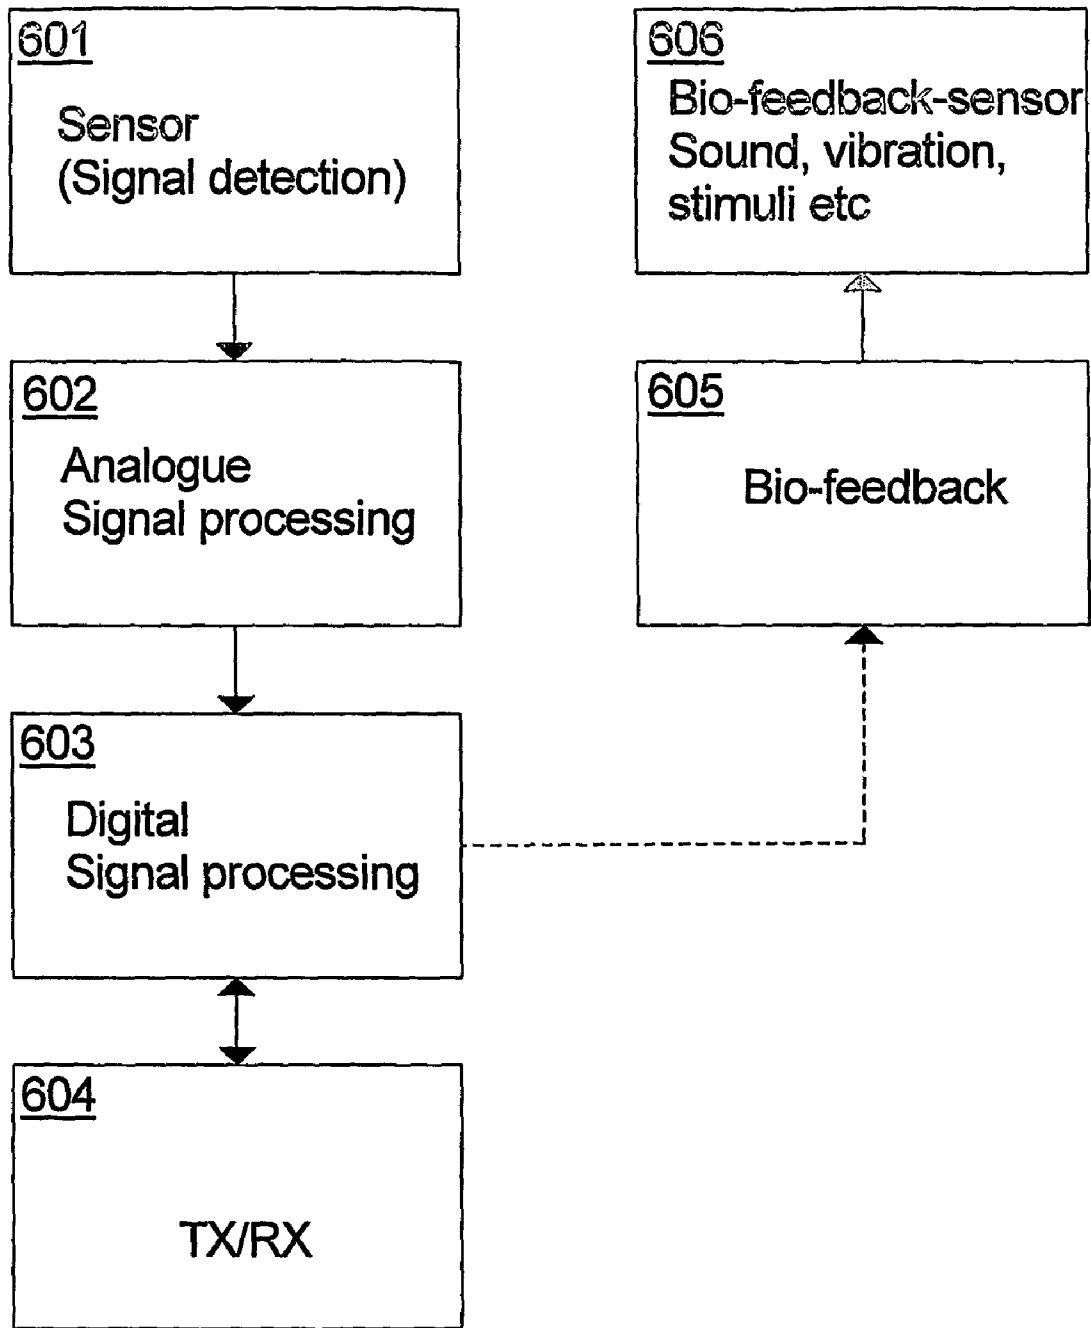 601
Sensor
(Signal detection)
602
Analogue
Signal processing
603
Digital
Signal processing
604
TX/RX
606
Bio-feedback-sensor
Sound, vibration,
stimuli etc
605
Bio-feedback